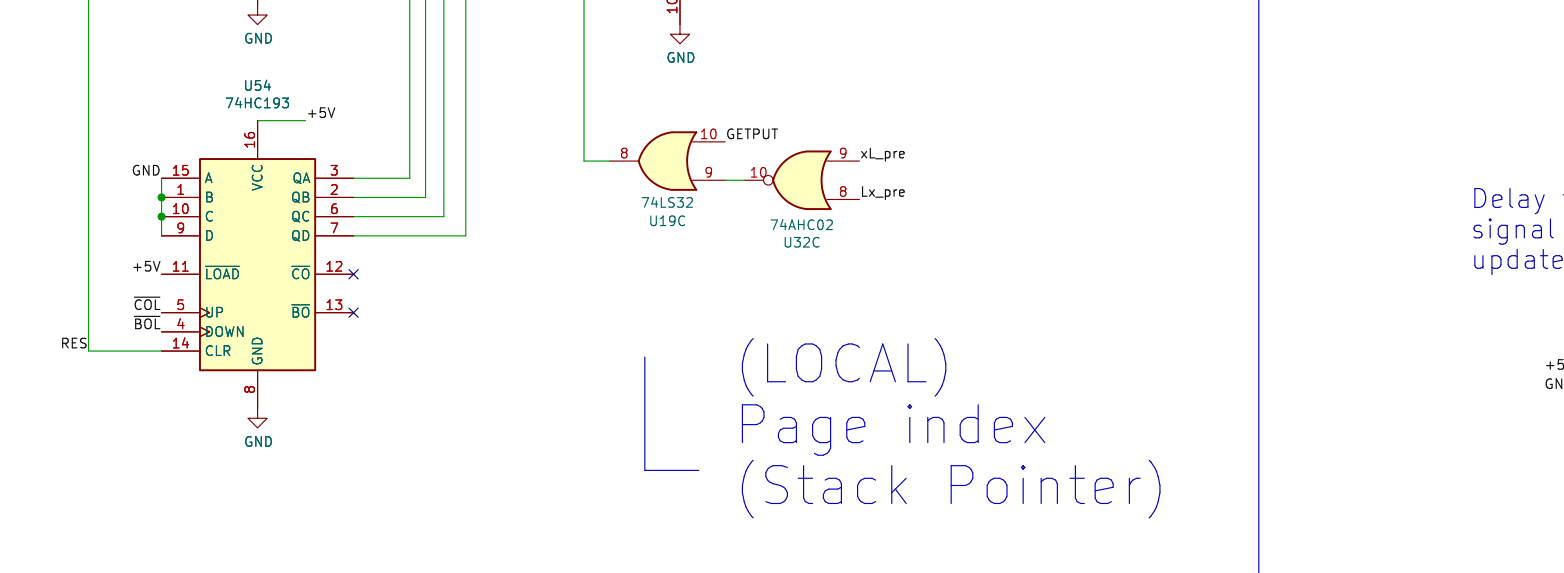 GND
10
GND
U54
74HC193
+5V
16
VCC
GND 15 A QA 3
1 B QB 2
10 C QC 6
9 D QD 7
+5V 11 LOAD CO 12
COL 5 UP BO 13
BOL 4 DOWN
RES 14 CLR
GND
8
GND
8 10 GETPUT
9
74LS32
U19C
10 9 xL_pre
8 Lx_pre
74AHC02
U32C
(LOCAL)
Page index
(Stack Pointer)
Delay
signal
update
+5
GN